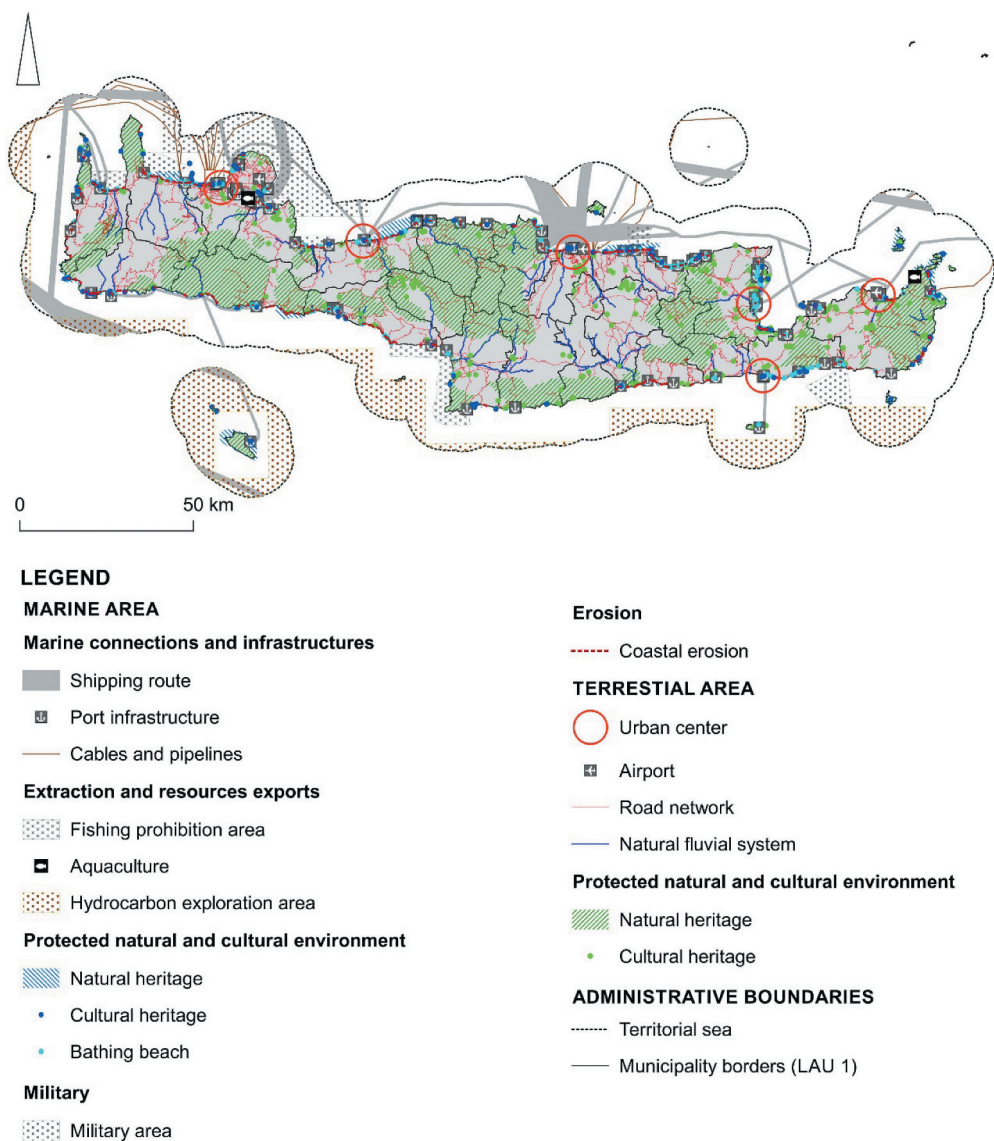 0
50 km
LEGEND
MARINE AREA
Marine connections and infrastructures
Shipping route
Port infrastructure
Cables and pipelines
Extraction and resources exports
Fishing prohibition area
Aquaculture
Hydrocarbon exploration area
Protected natural and cultural environment
Natural heritage
Cultural heritage
Bathing beach
Military
Military area
Erosion
Coastal erosion
TERRESTIAL AREA
Urban center
Airport
Road network
Natural fluvial system
Protected natural and cultural environment
Natural heritage
Cultural heritage
ADMINISTRATIVE BOUNDARIES
Territorial sea
Municipality borders (LAU 1)